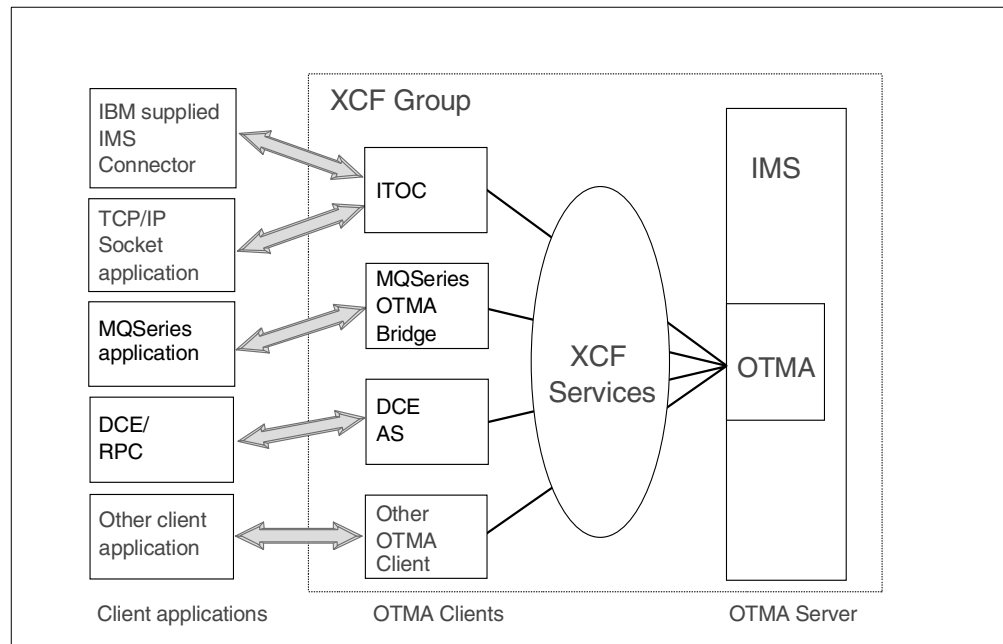 XCF Group
IBM supplied
IMS
Connector
TCP/IP
Socket
application
MQSeries
application
DCE/
RPC
Other client
application
ITOC
MQSeries
OTMA
Bridge
DCE
AS
Other
OTMA
Client
XCF
Services
IMS
OTMA
Client applications
OTMA Clients
OTMA Server